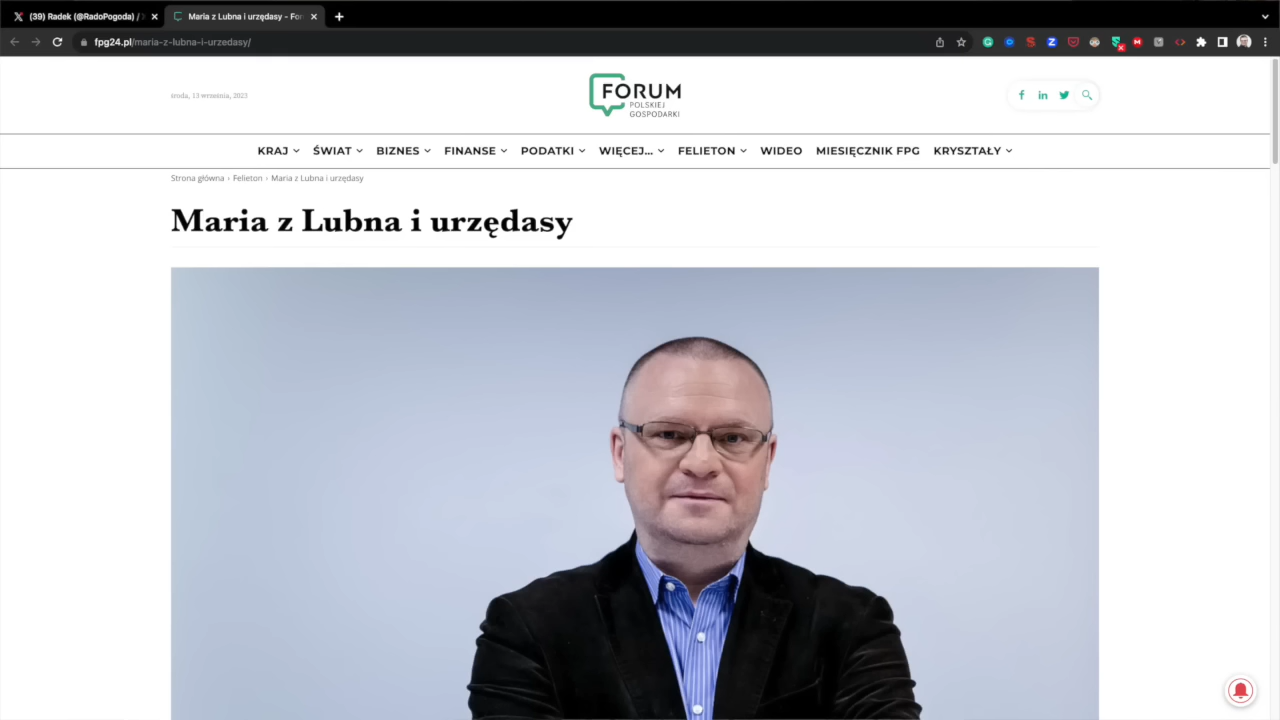 (39) Radek (@RadoPogoda) /
Maria z Lubna i urzędasy - For
fpg24.pl/maria-z-lubna-i-urzedasy/
środa, 13 września, 2023
FORUM
POLSKIEJ
GOSPODARKI
KRAJ ŚWIAT BIZNES FINANSE PODATKI WIĘCEJ... FELIETON WIDEO MIESIĘCZNIK FPG KRYSZTAŁY
Strona główna › Felieton › Maria z Lubna i urzędasy
Maria z Lubna i urzędasy